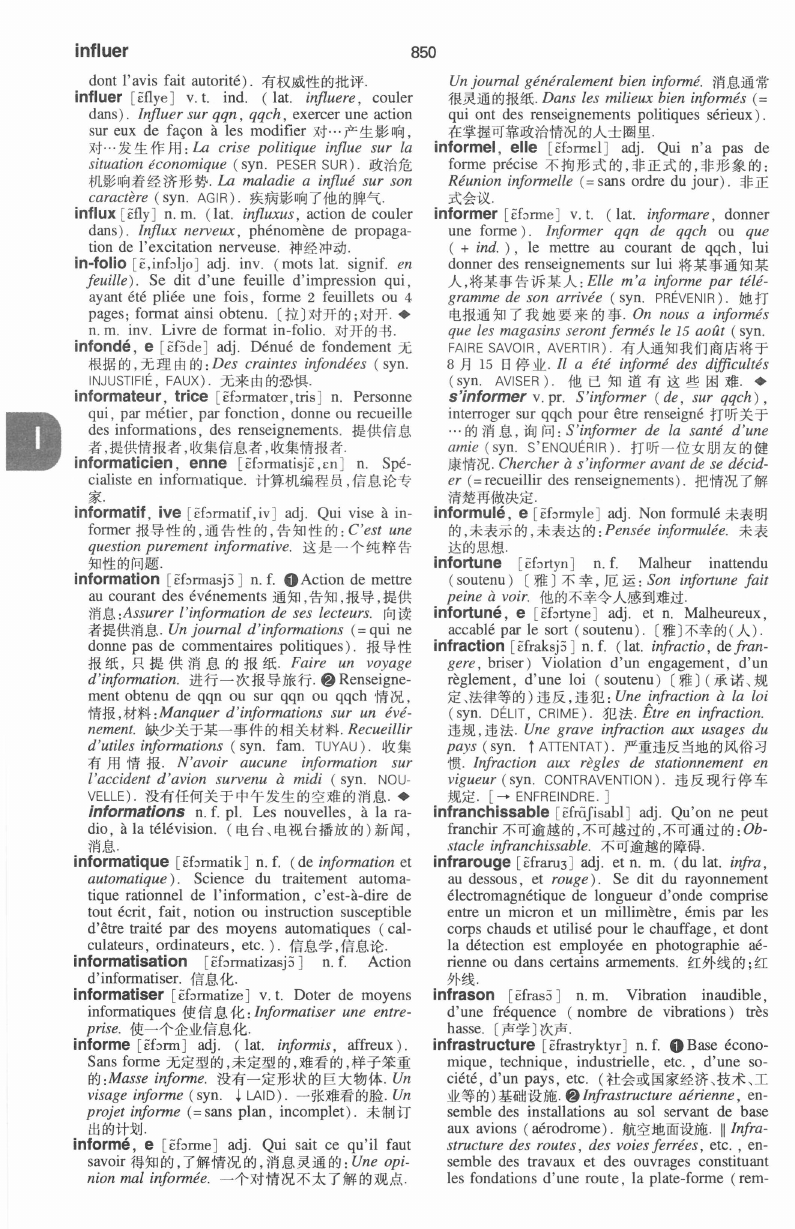 influer
850
dont l'avis fait autorité). 有权威性的批评.
influer [ɛ̃flye] v. t. ind. (lat. influere, couler
dans). Influer sur qqn, qqch, exercer une action
sur eux de façon à les modifier 对…产生影响,
对…发生作用:La crise politique influe sur la
situation économique (syn. PESER SUR). 政治危
机影响着经济形势. La maladie a influé sur son
caractère (syn. AGIR). 疾病影响了他的脾气.
influx [ɛ̃fly] n. m. (lat. influxus, action de couler
dans). Influx nerveux, phénomène de propaga-
tion de l'excitation nerveuse. 神经冲动.
in-folio [ɛ̃,infɔljo] adj. inv. (mots lat. signif. en
feuille). Se dit d'une feuille d'impression qui,
ayant été pliée une fois, forme 2 feuillets ou 4
pages; format ainsi obtenu. 〔拉〕对开的;对开. ◆
n. m. inv. Livre de format in-folio. 对开的书.
infondé, e [ɛ̃fɔ̃de] adj. Dénué de fondement 无
根据的,无理由的:Des craintes infondées (syn.
INJUSTIFIÉ, FAUX). 无来由的恐惧.
informateur, trice [ɛ̃fɔrmatœr,tris] n. Personne
qui, par métier, par fonction, donne ou recueille
des informations, des renseignements. 提供信息
者,提供情报者,收集信息者,收集情报者.
informaticien, enne [ɛ̃fɔrmatisjɛ̃,ɛn] n. Spé-
cialiste en informatique. 计算机编程员,信息论专
家.
informatif, ive [ɛ̃fɔrmatif,iv] adj. Qui vise à in-
former 报导性的,通告性的,告知性的:C'est une
question purement informative. 这是一个纯粹告
知性的问题.
information [ɛ̃fɔrmasjɔ̃] n. f. ❶Action de mettre
au courant des événements 通知,告知,报导,提供
消息:Assurer l'information de ses lecteurs. 向读
者提供消息. Un journal d'informations (=qui ne
donne pas de commentaires politiques). 报导性
报纸,只提供消息的报纸. Faire un voyage
d'information. 进行一次报导旅行. ❷Renseigne-
ment obtenu de qqn ou sur qqn ou qqch 情况,
情报,材料:Manquer d'informations sur un évé-
nement. 缺少关于某一事件的相关材料. Recueillir
d'utiles informations (syn. fam. TUYAU). 收集
有用情报. N'avoir aucune information sur
l'accident d'avion survenu à midi (syn. NOU-
VELLE). 没有任何关于中午发生的空难的消息. ◆
informations n. f. pl. Les nouvelles, à la ra-
dio, à la télévision. (电台、电视台播放的)新闻,
消息.
informatique [ɛ̃fɔrmatik] n. f. (de information et
automatique). Science du traitement automa-
tique rationnel de l'information, c'est-à-dire de
tout écrit, fait, notion ou instruction susceptible
d'être traité par des moyens automatiques (cal-
culateurs, ordinateurs, etc.). 信息学,信息论.
informatisation [ɛ̃fɔrmatizasjɔ̃] n. f. Action
d'informatiser. 信息化.
informatiser [ɛ̃fɔrmatize] v. t. Doter de moyens
informatiques 使信息化:Informatiser une entre-
prise. 使一个企业信息化.
informe [ɛ̃fɔrm] adj. (lat. informis, affreux).
Sans forme 无定型的,未定型的,难看的,样子笨重
的:Masse informe. 没有一定形状的巨大物体. Un
visage informe (syn. ↓ LAID). 一张难看的脸. Un
projet informe (=sans plan, incomplet). 未制订
出的计划.
informé, e [ɛ̃fɔrme] adj. Qui sait ce qu'il faut
savoir 得知的,了解情况的,消息灵通的:Une opi-
nion mal informée. 一个对情况不太了解的观点.
Un journal généralement bien informé. 消息通常
很灵通的报纸. Dans les milieux bien informés (=
qui ont des renseignements politiques sérieux).
在掌握可靠政治情况的人士圈里.
informel, elle [ɛ̃fɔrmɛl] adj. Qui n'a pas de
forme précise 不拘形式的,非正式的,非形象的:
Réunion informelle (=sans ordre du jour). 非正
式会议.
informer [ɛ̃fɔrme] v. t. (lat. informare, donner
une forme). Informer qqn de qqch ou que
(+ ind.), le mettre au courant de qqch, lui
donner des renseignements sur lui 将某事通知某
人,将某事告诉某人:Elle m'a informe par télé-
gramme de son arrivée (syn. PRÉVENIR). 她打
电报通知了我她要来的事. On nous a informés
que les magasins seront fermés le 15 août (syn.
FAIRE SAVOIR, AVERTIR). 有人通知我们商店将于
8月15日停业. Il a été informé des difficultés
(syn. AVISER). 他已知道有这些困难. ◆
s'informer v. pr. S'informer (de, sur qqch),
interroger sur qqch pour être renseigné 打听关于
…的消息,询问:S'informer de la santé d'une
amie (syn. S'ENQUÉRIR). 打听一位女朋友的健
康情况. Chercher à s'informer avant de se décid-
er (=recueillir des renseignements). 把情况了解
清楚再做决定.
informulé, e [ɛ̃fɔrmyle] adj. Non formulé 未表明
的,未表示的,未表达的:Pensée informulée. 未表
达的思想.
infortune [ɛ̃fɔrtyn] n. f. Malheur inattendu
(soutenu) 〔雅〕不幸,厄运:Son infortune fait
peine à voir. 他的不幸令人感到难过.
infortuné, e [ɛ̃fɔrtyne] adj. et n. Malheureux,
accablé par le sort (soutenu). 〔雅〕不幸的(人).
infraction [ɛ̃fraksjɔ̃] n. f. (lat. infractio, de fran-
gere, briser) Violation d'un engagement, d'un
règlement, d'une loi (soutenu) 〔雅〕(承诺、规
定、法律等的)违反,违犯:Une infraction à la loi
(syn. DÉLIT, CRIME). 犯法. Être en infraction.
违规,违法. Une grave infraction aux usages du
pays (syn. ↑ ATTENTAT). 严重违反当地的风俗习
惯. Infraction aux règles de stationnement en
vigueur (syn. CONTRAVENTION). 违反现行停车
规定. [→ ENFREINDRE.]
infranchissable [ɛ̃frɑ̃ʃisabl] adj. Qu'on ne peut
franchir 不可逾越的,不可越过的,不可通过的:Ob-
stacle infranchissable. 不可逾越的障碍.
infrarouge [ɛ̃fraruʒ] adj. et n. m. (du lat. infra,
au dessous, et rouge). Se dit du rayonnement
électromagnétique de longueur d'onde comprise
entre un micron et un millimètre, émis par les
corps chauds et utilisé pour le chauffage, et dont
la détection est employée en photographie aé-
rienne ou dans certains armements. 红外线的;红
外线.
infrason [ɛ̃frasɔ̃] n. m. Vibration inaudible,
d'une fréquence (nombre de vibrations) très
basse. 〔声学〕次声.
infrastructure [ɛ̃frastryktyr] n. f. ❶Base écono-
mique, technique, industrielle, etc., d'une so-
ciété, d'un pays, etc. (社会或国家经济、技术、工
业等的)基础设施. ❷Infrastructure aérienne, en-
semble des installations au sol servant de base
aux avions (aérodrome). 航空地面设施. ‖ Infra-
structure des routes, des voies ferrées, etc., en-
semble des travaux et des ouvrages constituant
les fondations d'une route, la plate-forme (rem-
I